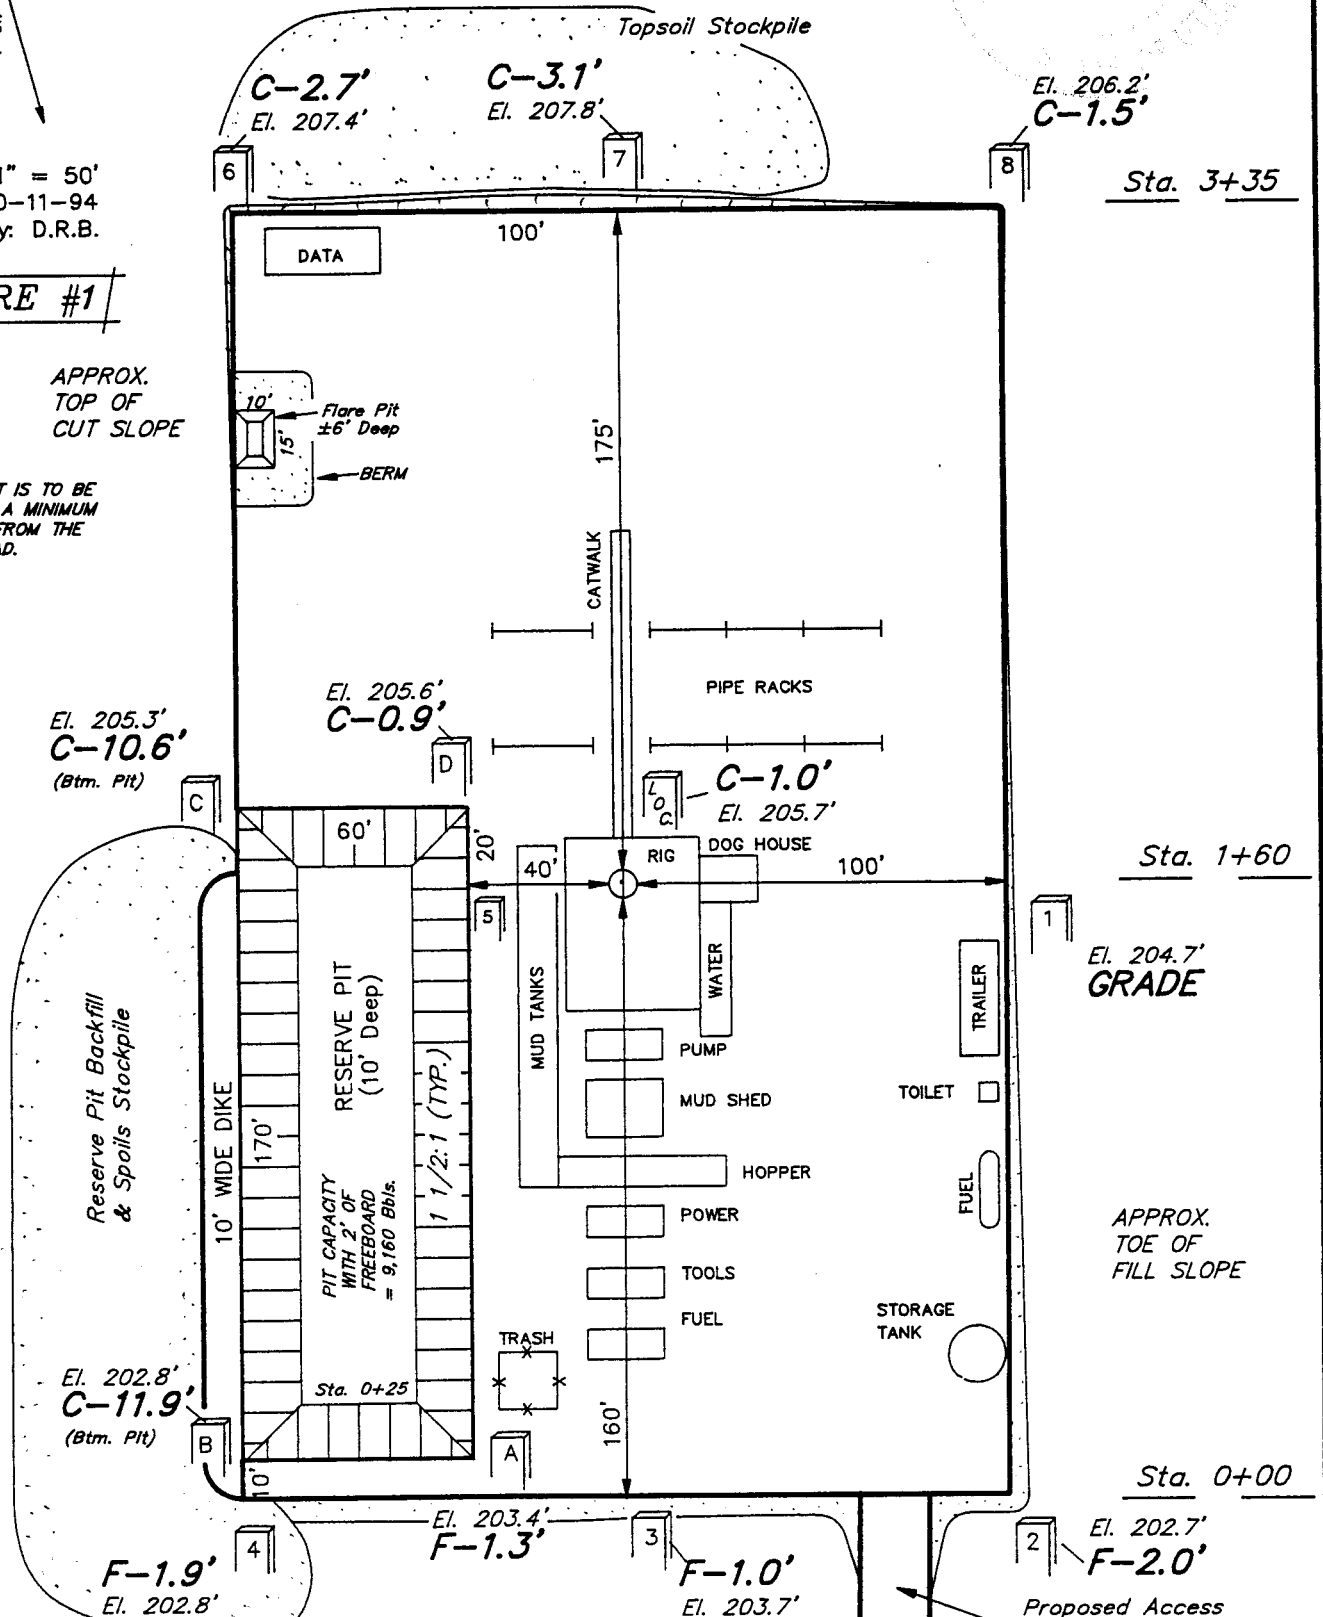 Topsoil Stockpile
C-2.7'
El. 207.4'
C-3.1'
El. 207.8'
El. 206.2'
C-1.5'
6
7
8
Sta. 3+35
1" = 50'
0-11-94
y: D.R.B.
RE #1
100'
DATA
APPROX.
TOP OF
CUT SLOPE
10'
15'
Flare Pit
±6' Deep
BERM
175'
T IS TO BE
A MINIMUM
FROM THE
AD.
CATWALK
PIPE RACKS
El. 205.6'
C-0.9'
D
El. 205.3'
C-10.6'
(Btm. Pit)
C
LOC.
C-1.0'
El. 205.7'
60'
20'
40'
RIG
DOG HOUSE
100'
Sta. 1+60
5
1
El. 204.7'
GRADE
MUD TANKS
WATER
TRAILER
Reserve Pit Backfill
& Spoils Stockpile
10' WIDE DIKE
170'
RESERVE PIT
(10' Deep)
1 1/2:1 (TYP.)
PIT CAPACITY
WITH 2' OF
FREEBOARD
= 9,160 Bbls.
PUMP
MUD SHED
TOILET
HOPPER
FUEL
POWER
TOOLS
FUEL
APPROX.
TOE OF
FILL SLOPE
STORAGE
TANK
TRASH
Sta. 0+25
El. 202.8'
C-11.9'
(Btm. Pit)
B
A
10'
160'
Sta. 0+00
El. 203.4'
F-1.3'
4
F-1.9'
El. 202.8'
3
F-1.0'
El. 203.7'
2
El. 202.7'
F-2.0'
Proposed Access